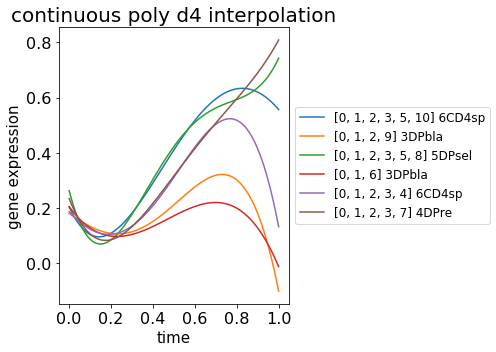 continuous poly d4 interpolation
gene expression
0.8
0.6
0.4
0.2
0.0
0.0 0.2 0.4 0.6 0.8 1.0
time
[0, 1, 2, 3, 5, 10] 6CD4sp
[0, 1, 2, 9] 3DPbla
[0, 1, 2, 3, 5, 8] 5DPsel
[0, 1, 6] 3DPbla
[0, 1, 2, 3, 4] 6CD4sp
[0, 1, 2, 3, 7] 4DPre